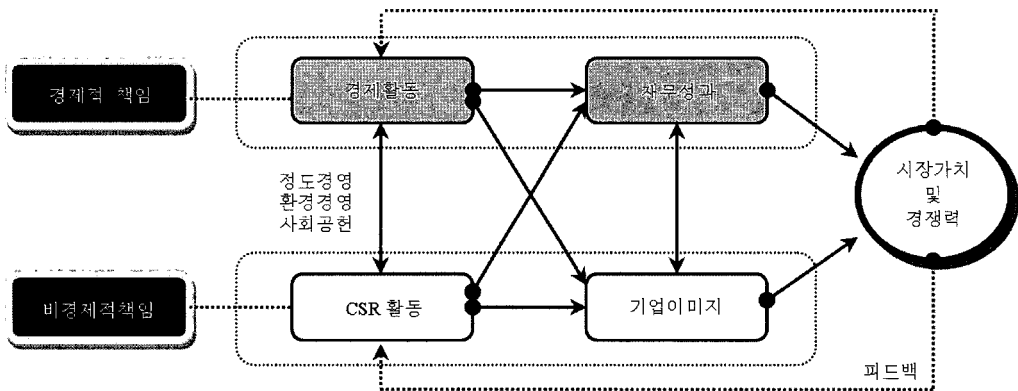 경제적 책임
경제활동
재무성과
정도경영
환경경영
사회공헌
시장가치
및
경쟁력
비경제적책임
CSR 활동
기업이미지
피드백